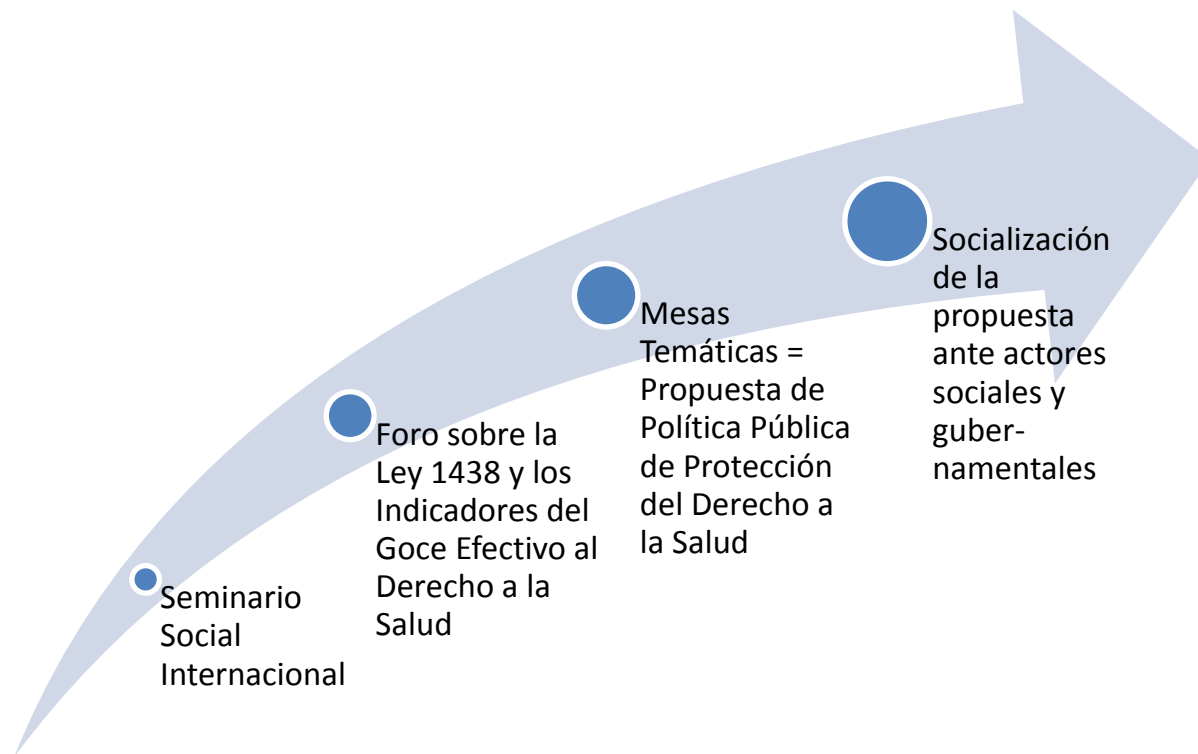 Seminario
Social
Internacional
Foro sobre la
Ley 1438 y los
Indicadores del
Goce Efectivo al
Derecho a la
Salud
Mesas
Temáticas =
Propuesta de
Política Pública
de Protección
del Derecho a
la Salud
Socialización
de la
propuesta
ante actores
sociales y
guber-
namentales